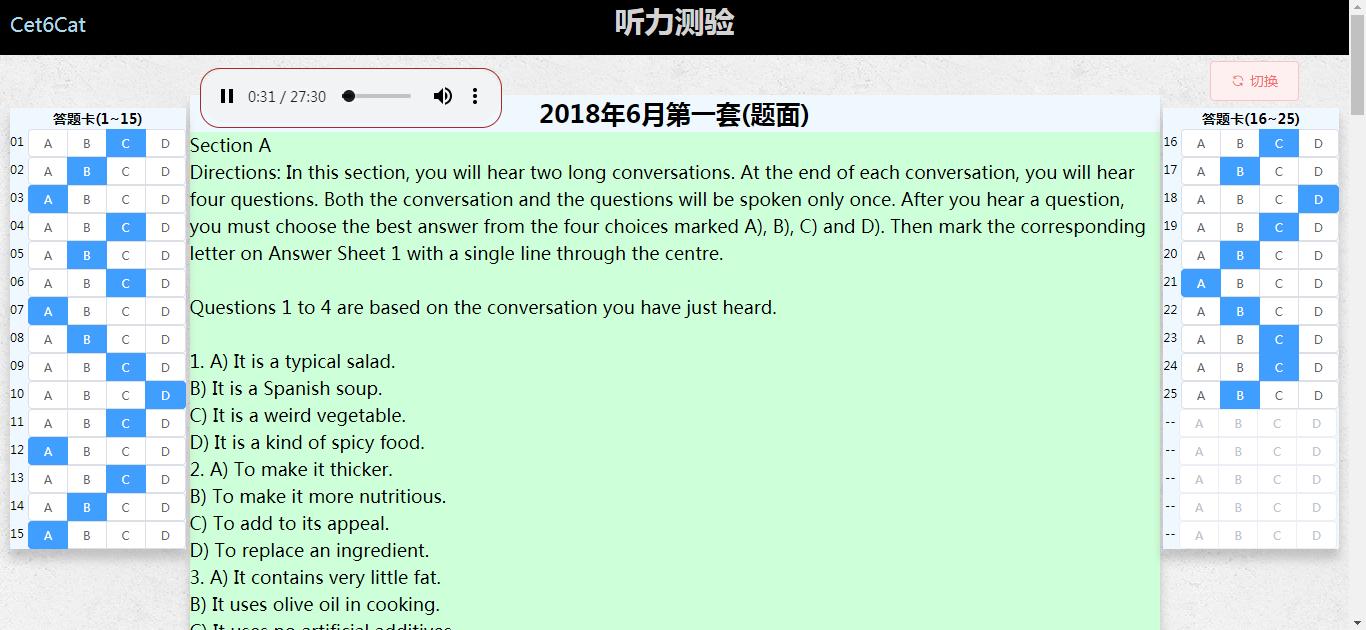 Cet6Cat
听力测验
切换
0:31 / 27:30
2018年6月第一套(题面)
答题卡(1~15)
01 A B C D
02 A B C D
03 A B C D
04 A B C D
05 A B C D
06 A B C D
07 A B C D
08 A B C D
09 A B C D
10 A B C D
11 A B C D
12 A B C D
13 A B C D
14 A B C D
15 A B C D
Section A
Directions: In this section, you will hear two long conversations. At the end of each conversation, you will hear
four questions. Both the conversation and the questions will be spoken only once. After you hear a question,
you must choose the best answer from the four choices marked A), B), C) and D). Then mark the corresponding
letter on Answer Sheet 1 with a single line through the centre.
Questions 1 to 4 are based on the conversation you have just heard.
1. A) It is a typical salad.
B) It is a Spanish soup.
C) It is a weird vegetable.
D) It is a kind of spicy food.
2. A) To make it thicker.
B) To make it more nutritious.
C) To add to its appeal.
D) To replace an ingredient.
3. A) It contains very little fat.
B) It uses olive oil in cooking.
C) It uses no artificial additives
答题卡(16~25)
16 A B C D
17 A B C D
18 A B C D
19 A B C D
20 A B C D
21 A B C D
22 A B C D
23 A B C D
24 A B C D
25 A B C D
-- A B C D
-- A B C D
-- A B C D
-- A B C D
-- A B C D